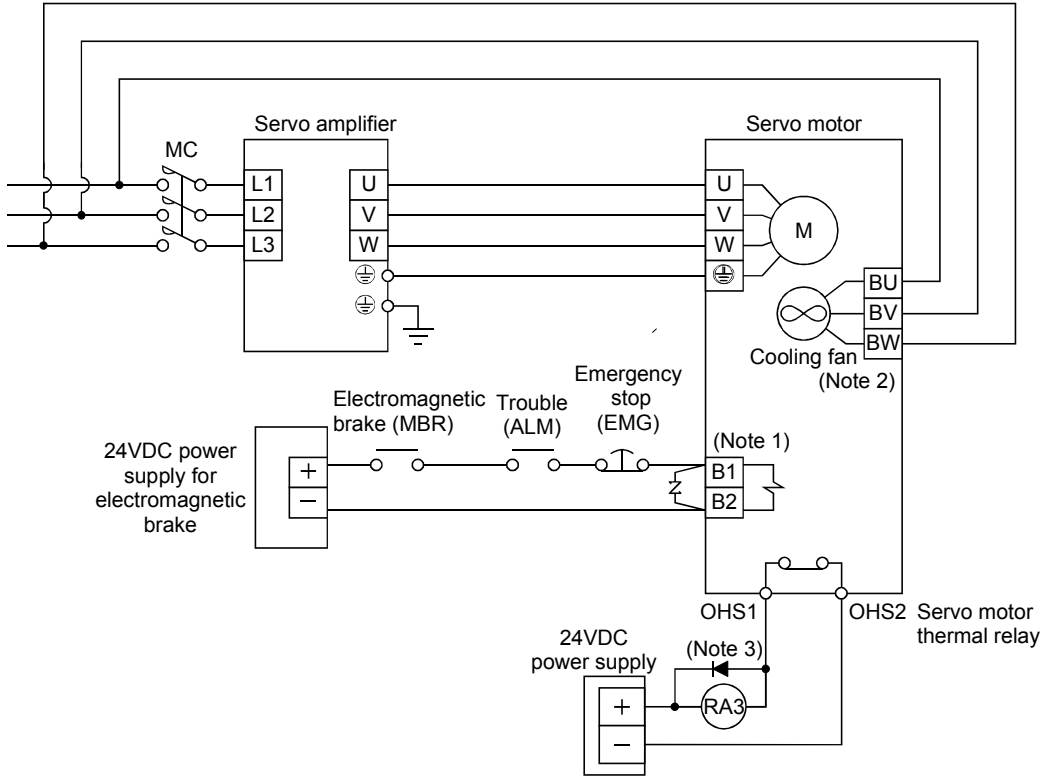 Servo amplifier
Servo motor
MC
L1
L2
L3
U
V
W
U
V
W
M
BU
BV
BW
Cooling fan
(Note 2)
Electromagnetic
brake (MBR)
Trouble
(ALM)
Emergency
stop
(EMG)
24VDC power
supply for
electromagnetic
brake
+
−
(Note 1)
B1
B2
OHS1
OHS2
Servo motor
thermal relay
24VDC
power supply
(Note 3)
+
−
RA3